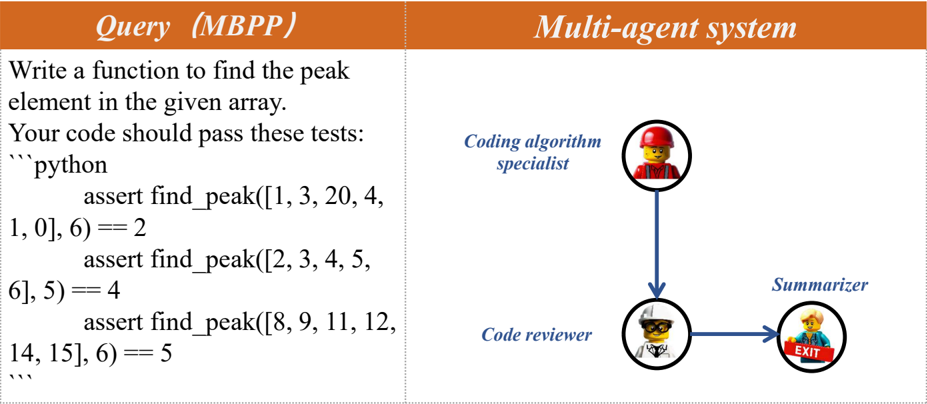 Query (MBPP)
Multi-agent system
Write a function to find the peak
element in the given array.
Your code should pass these tests:
```python
assert find_peak([1, 3, 20, 4,
1, 0], 6) == 2
assert find_peak([2, 3, 4, 5,
6], 5) == 4
assert find_peak([8, 9, 11, 12,
14, 15], 6) == 5
```
Coding algorithm
specialist
Code reviewer
Summarizer
EXIT